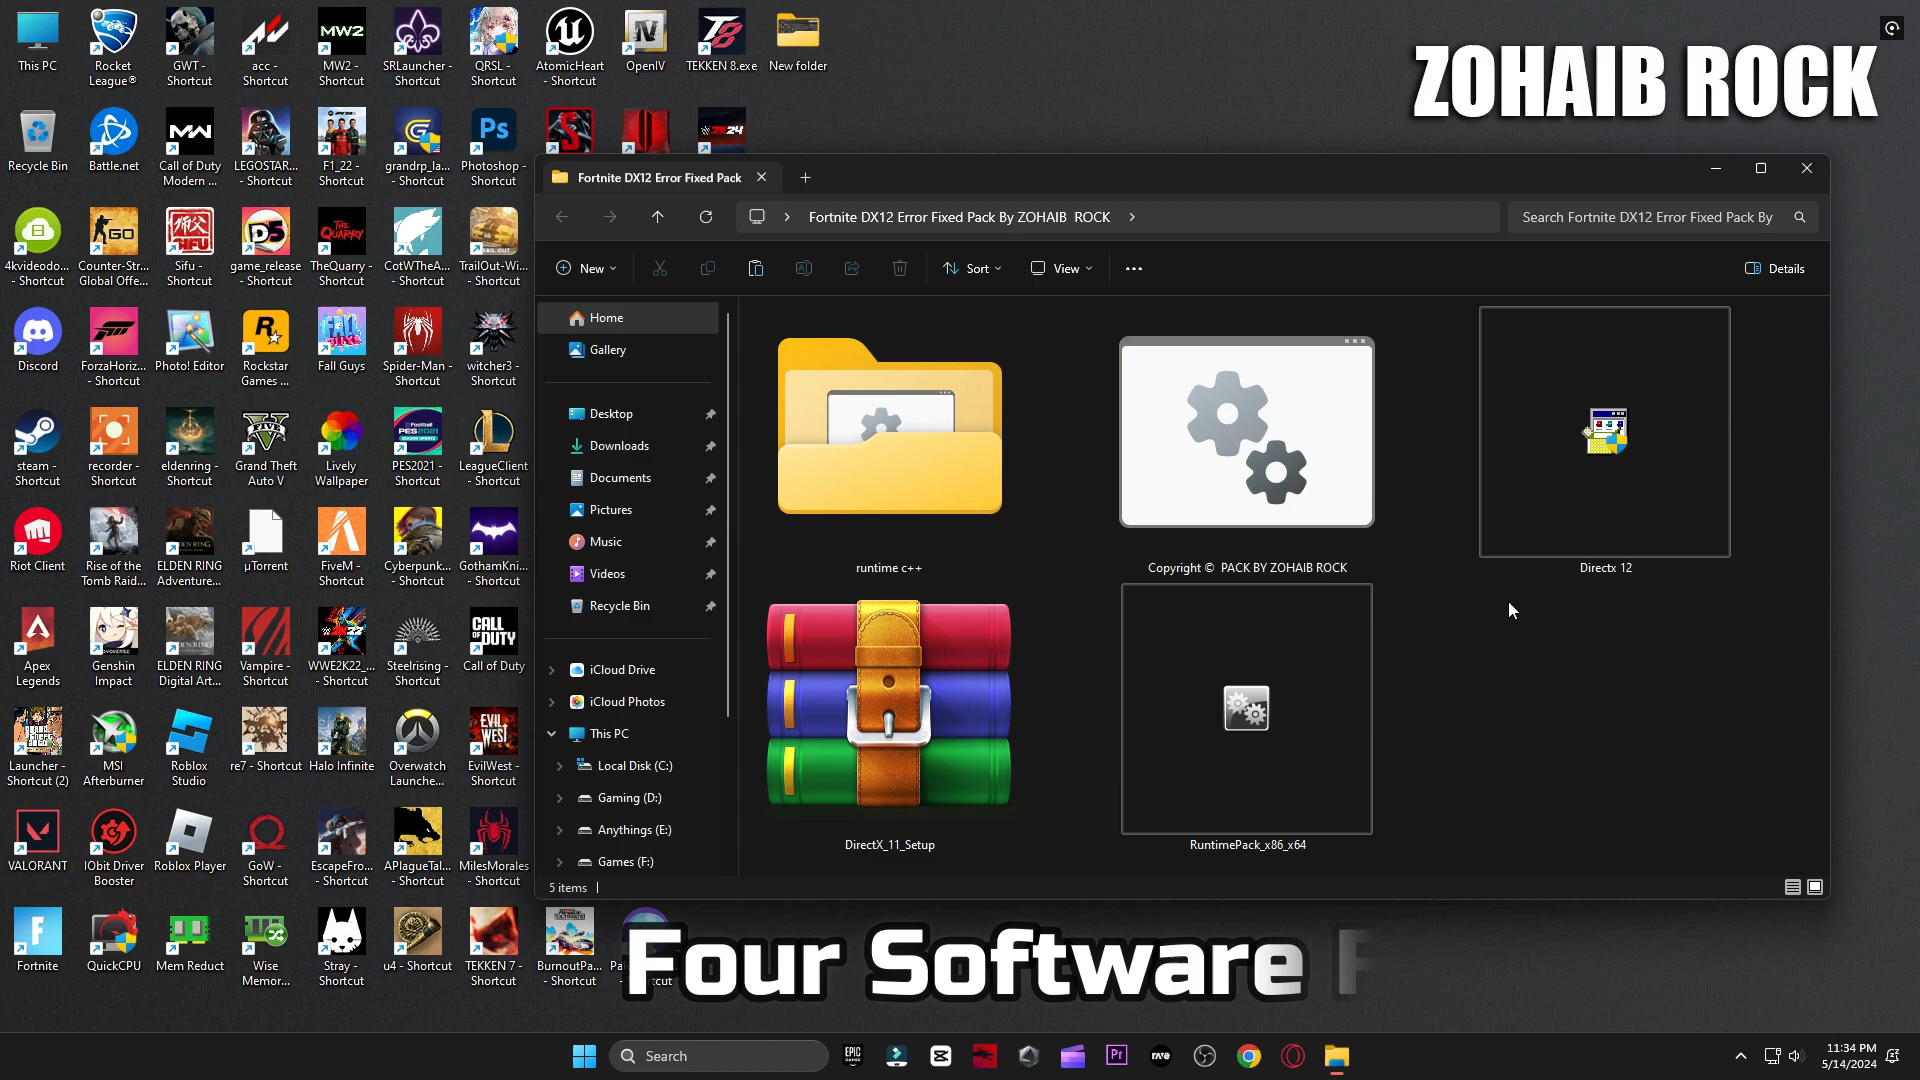 This PC
Rocket
League®
GWT -
Shortcut
acc -
Shortcut
MW2
MW2 -
Shortcut
SRLauncher -
Shortcut
QRSL -
Shortcut
AtomicHeart
- Shortcut
OpenIV
TEKKEN 8.exe
New folder
ZOHAIB ROCK
Recycle Bin
Battle.net
Call of Duty
Modern ...
LEGOSTAR...
- Shortcut
F1_22 -
Shortcut
grandrp_la...
- Shortcut
Ps
Photoshop -
Shortcut
2K24
4kvideodo...
- Shortcut
Counter-Str...
Global Offe...
Sifu -
Shortcut
game_release
- Shortcut
TheQuarry -
Shortcut
CotWTheA...
- Shortcut
TrailOut-Wi...
- Shortcut
Discord
ForzaHoriz...
- Shortcut
Photo! Editor
Rockstar
Games ...
Fall Guys
Spider-Man -
Shortcut
witcher3 -
Shortcut
steam -
Shortcut
recorder -
Shortcut
eldenring -
Shortcut
Grand Theft
Auto V
Lively
Wallpaper
PES2021 -
Shortcut
LeagueClient
- Shortcut
Riot Client
Rise of the
Tomb Raid...
ELDEN RING
Adventure...
µTorrent
FiveM -
Shortcut
Cyberpunk...
- Shortcut
GothamKni...
- Shortcut
Apex
Legends
Genshin
Impact
ELDEN RING
Digital Art...
Vampire -
Shortcut
WWE2K22_...
- Shortcut
Steelrising -
Shortcut
CALL
OF DUTY
Call of Duty
Launcher -
Shortcut (2)
MSI
Afterburner
Roblox
Studio
re7 - Shortcut
Halo Infinite
Overwatch
Launche...
EVIL
WEST
EvilWest -
Shortcut
VALORANT
IObit Driver
Booster
Roblox Player
GoW -
Shortcut
EscapeFro...
- Shortcut
APlagueTal...
- Shortcut
MilesMorales
- Shortcut
Fortnite
QuickCPU
Mem Reduct
Wise
Memor...
Stray -
Shortcut
u4 - Shortcut
TEKKEN 7 -
Shortcut
BurnoutPa...
- Shortcut
Fortnite DX12 Error Fixed Pack
Fortnite DX12 Error Fixed Pack By ZOHAIB ROCK
Search Fortnite DX12 Error Fixed Pack By
New
Sort
View
Details
Home
Gallery
Desktop
Downloads
Documents
Pictures
Music
Videos
Recycle Bin
iCloud Drive
iCloud Photos
This PC
Local Disk (C:)
Gaming (D:)
Anythings (E:)
Games (F:)
runtime c++
Copyright © PACK BY ZOHAIB ROCK
Directx 12
DirectX_11_Setup
RuntimePack_x86_x64
5 items
Four Software F
Search
EPIC
GAMES
Pr
rave
11:34 PM
5/14/2024